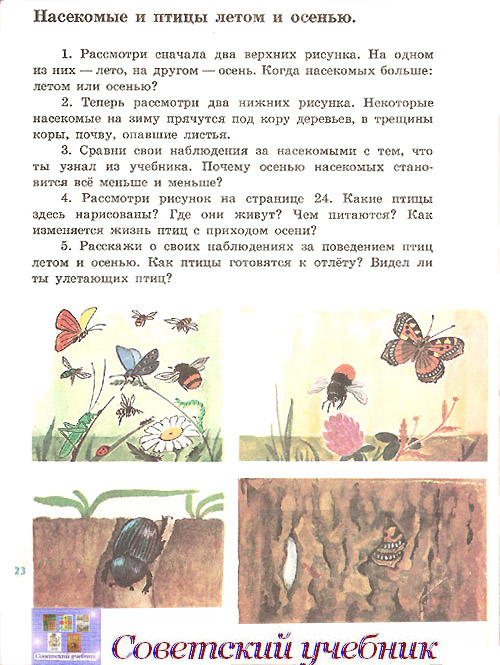 Насекомые и птицы летом и осенью.
1. Рассмотри сначала два верхних рисунка. На одном
из них — лето, на другом — осень. Когда насекомых больше:
летом или осенью?
2. Теперь рассмотри два нижних рисунка. Некоторые
насекомые на зиму прячутся под кору деревьев, в трещины
коры, почву, опавшие листья.
3. Сравни свои наблюдения за насекомыми с тем, что
ты узнал из учебника. Почему осенью насекомых стано-
вится всё меньше и меньше?
4. Рассмотри рисунок на странице 24. Какие птицы
здесь нарисованы? Где они живут? Чем питаются? Как
изменяется жизнь птиц с приходом осени?
5. Расскажи о своих наблюдениях за поведением птиц
летом и осенью. Как птицы готовятся к отлёту? Видел ли
ты улетающих птиц?
23
Советский учебник
Советский учебник